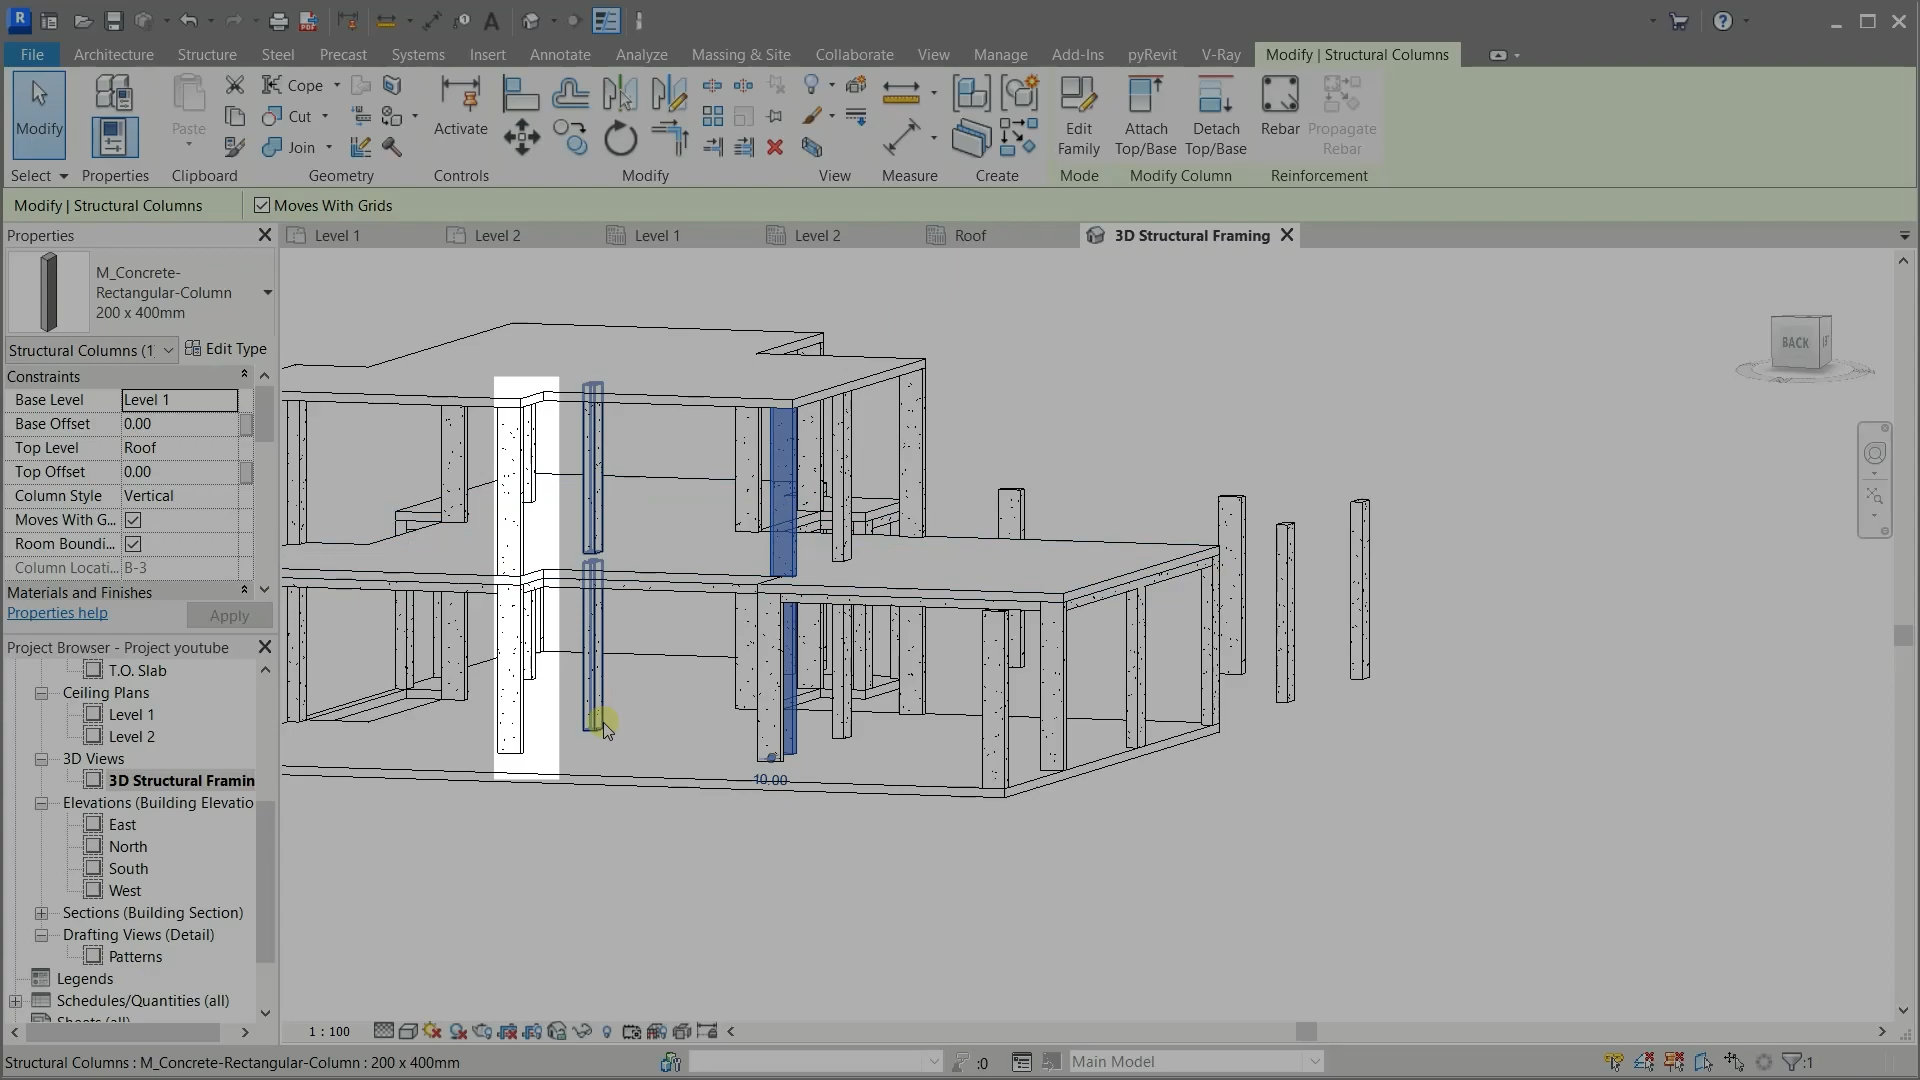 File Architecture Structure Steel Precast Systems Insert Annotate Analyze Massing & Site Collaborate View Manage Add-Ins pyRevit V-Ray Modify | Structural Columns
Modify
Paste
Cope
Cut
Join
Activate
Edit
Family
Attach
Top/Base
Detach
Top/Base
Rebar
Propagate
Rebar
Select Properties Clipboard Geometry Controls Modify View Measure Create Mode Modify Column Reinforcement
Modify | Structural Columns Moves With Grids
Properties
Level 1 Level 2 Level 1 Level 2 Roof 3D Structural Framing
M_Concrete-
Rectangular-Column
200 x 400mm
Structural Columns (1 Edit Type
Constraints
Base Level Level 1
Base Offset 0.00
Top Level Roof
Top Offset 0.00
Column Style Vertical
Moves With G...
Room Boundi...
Column Locati... B-3
Materials and Finishes
Properties help Apply
BACK
10.00
Project Browser - Project youtube
T.O. Slab
Ceiling Plans
Level 1
Level 2
3D Views
3D Structural Framin
Elevations (Building Elevatio
East
North
South
West
Sections (Building Section)
Drafting Views (Detail)
Patterns
Legends
Schedules/Quantities (all)
Sheets (all)
1 : 100
Structural Columns : M_Concrete-Rectangular-Column : 200 x 400mm
:0
Main Model
:1